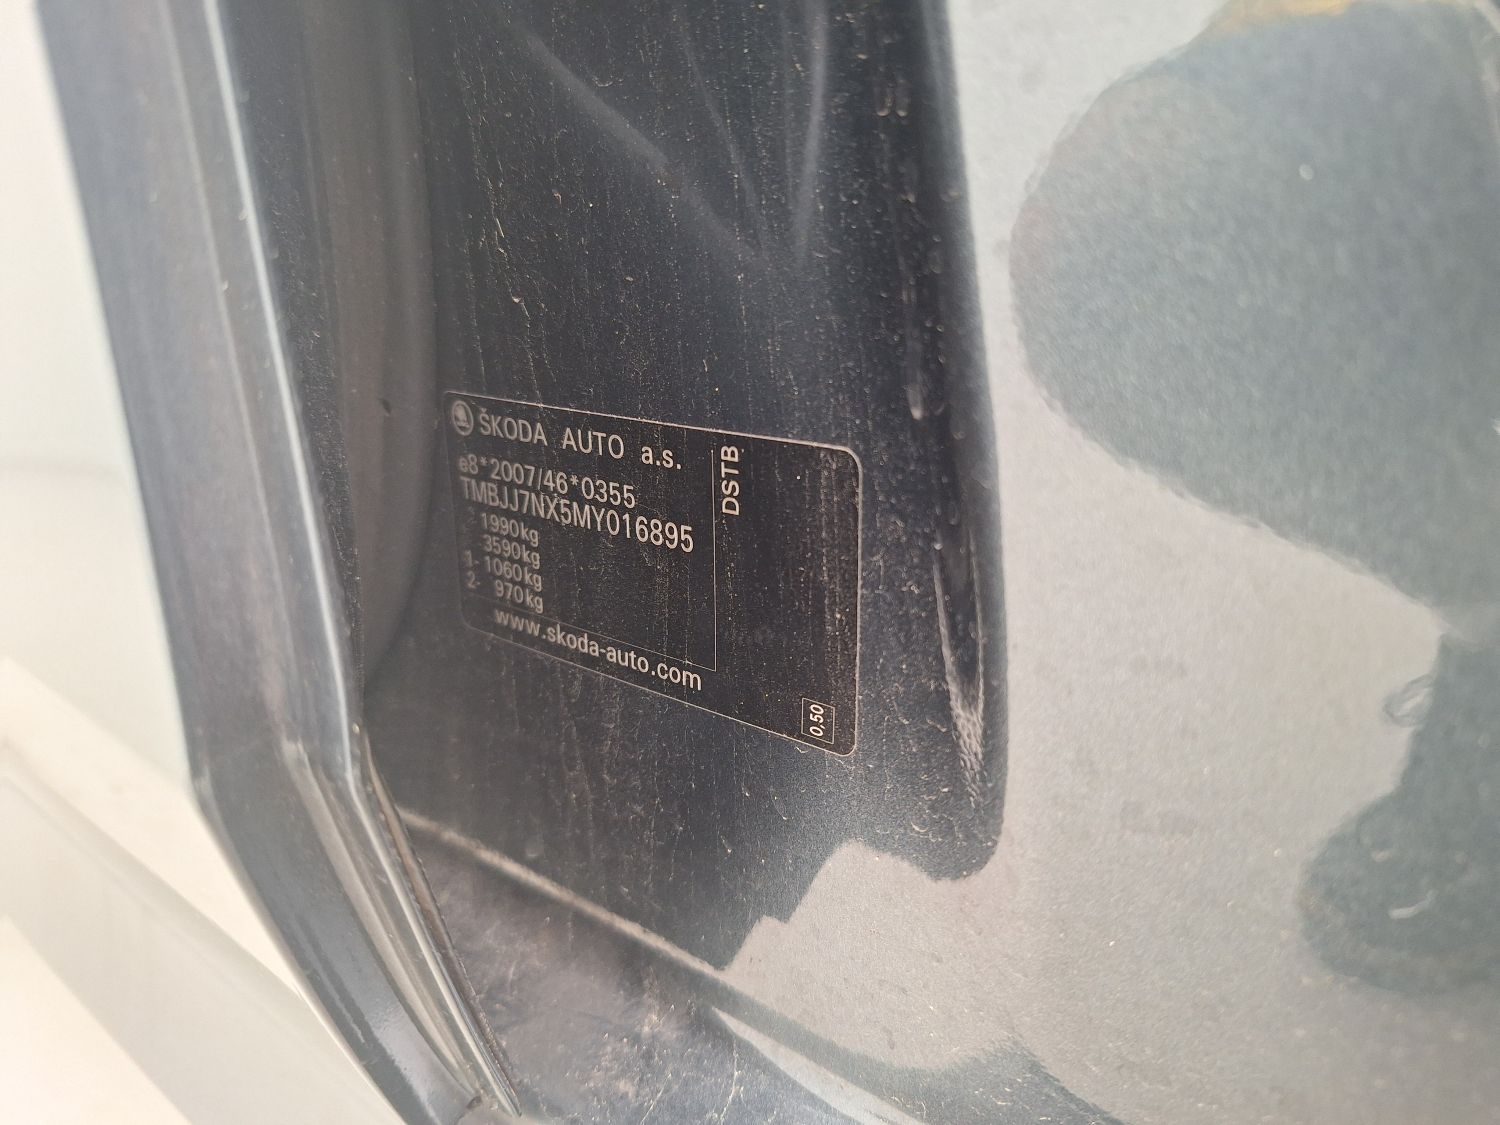 ŠKODA AUTO a.s.
e8*2007/46*0355
TMBJJ7NX5MY016895
1990kg
3590kg
1- 1060kg
2- 970kg
www.skoda-auto.com
DSTB
0,50